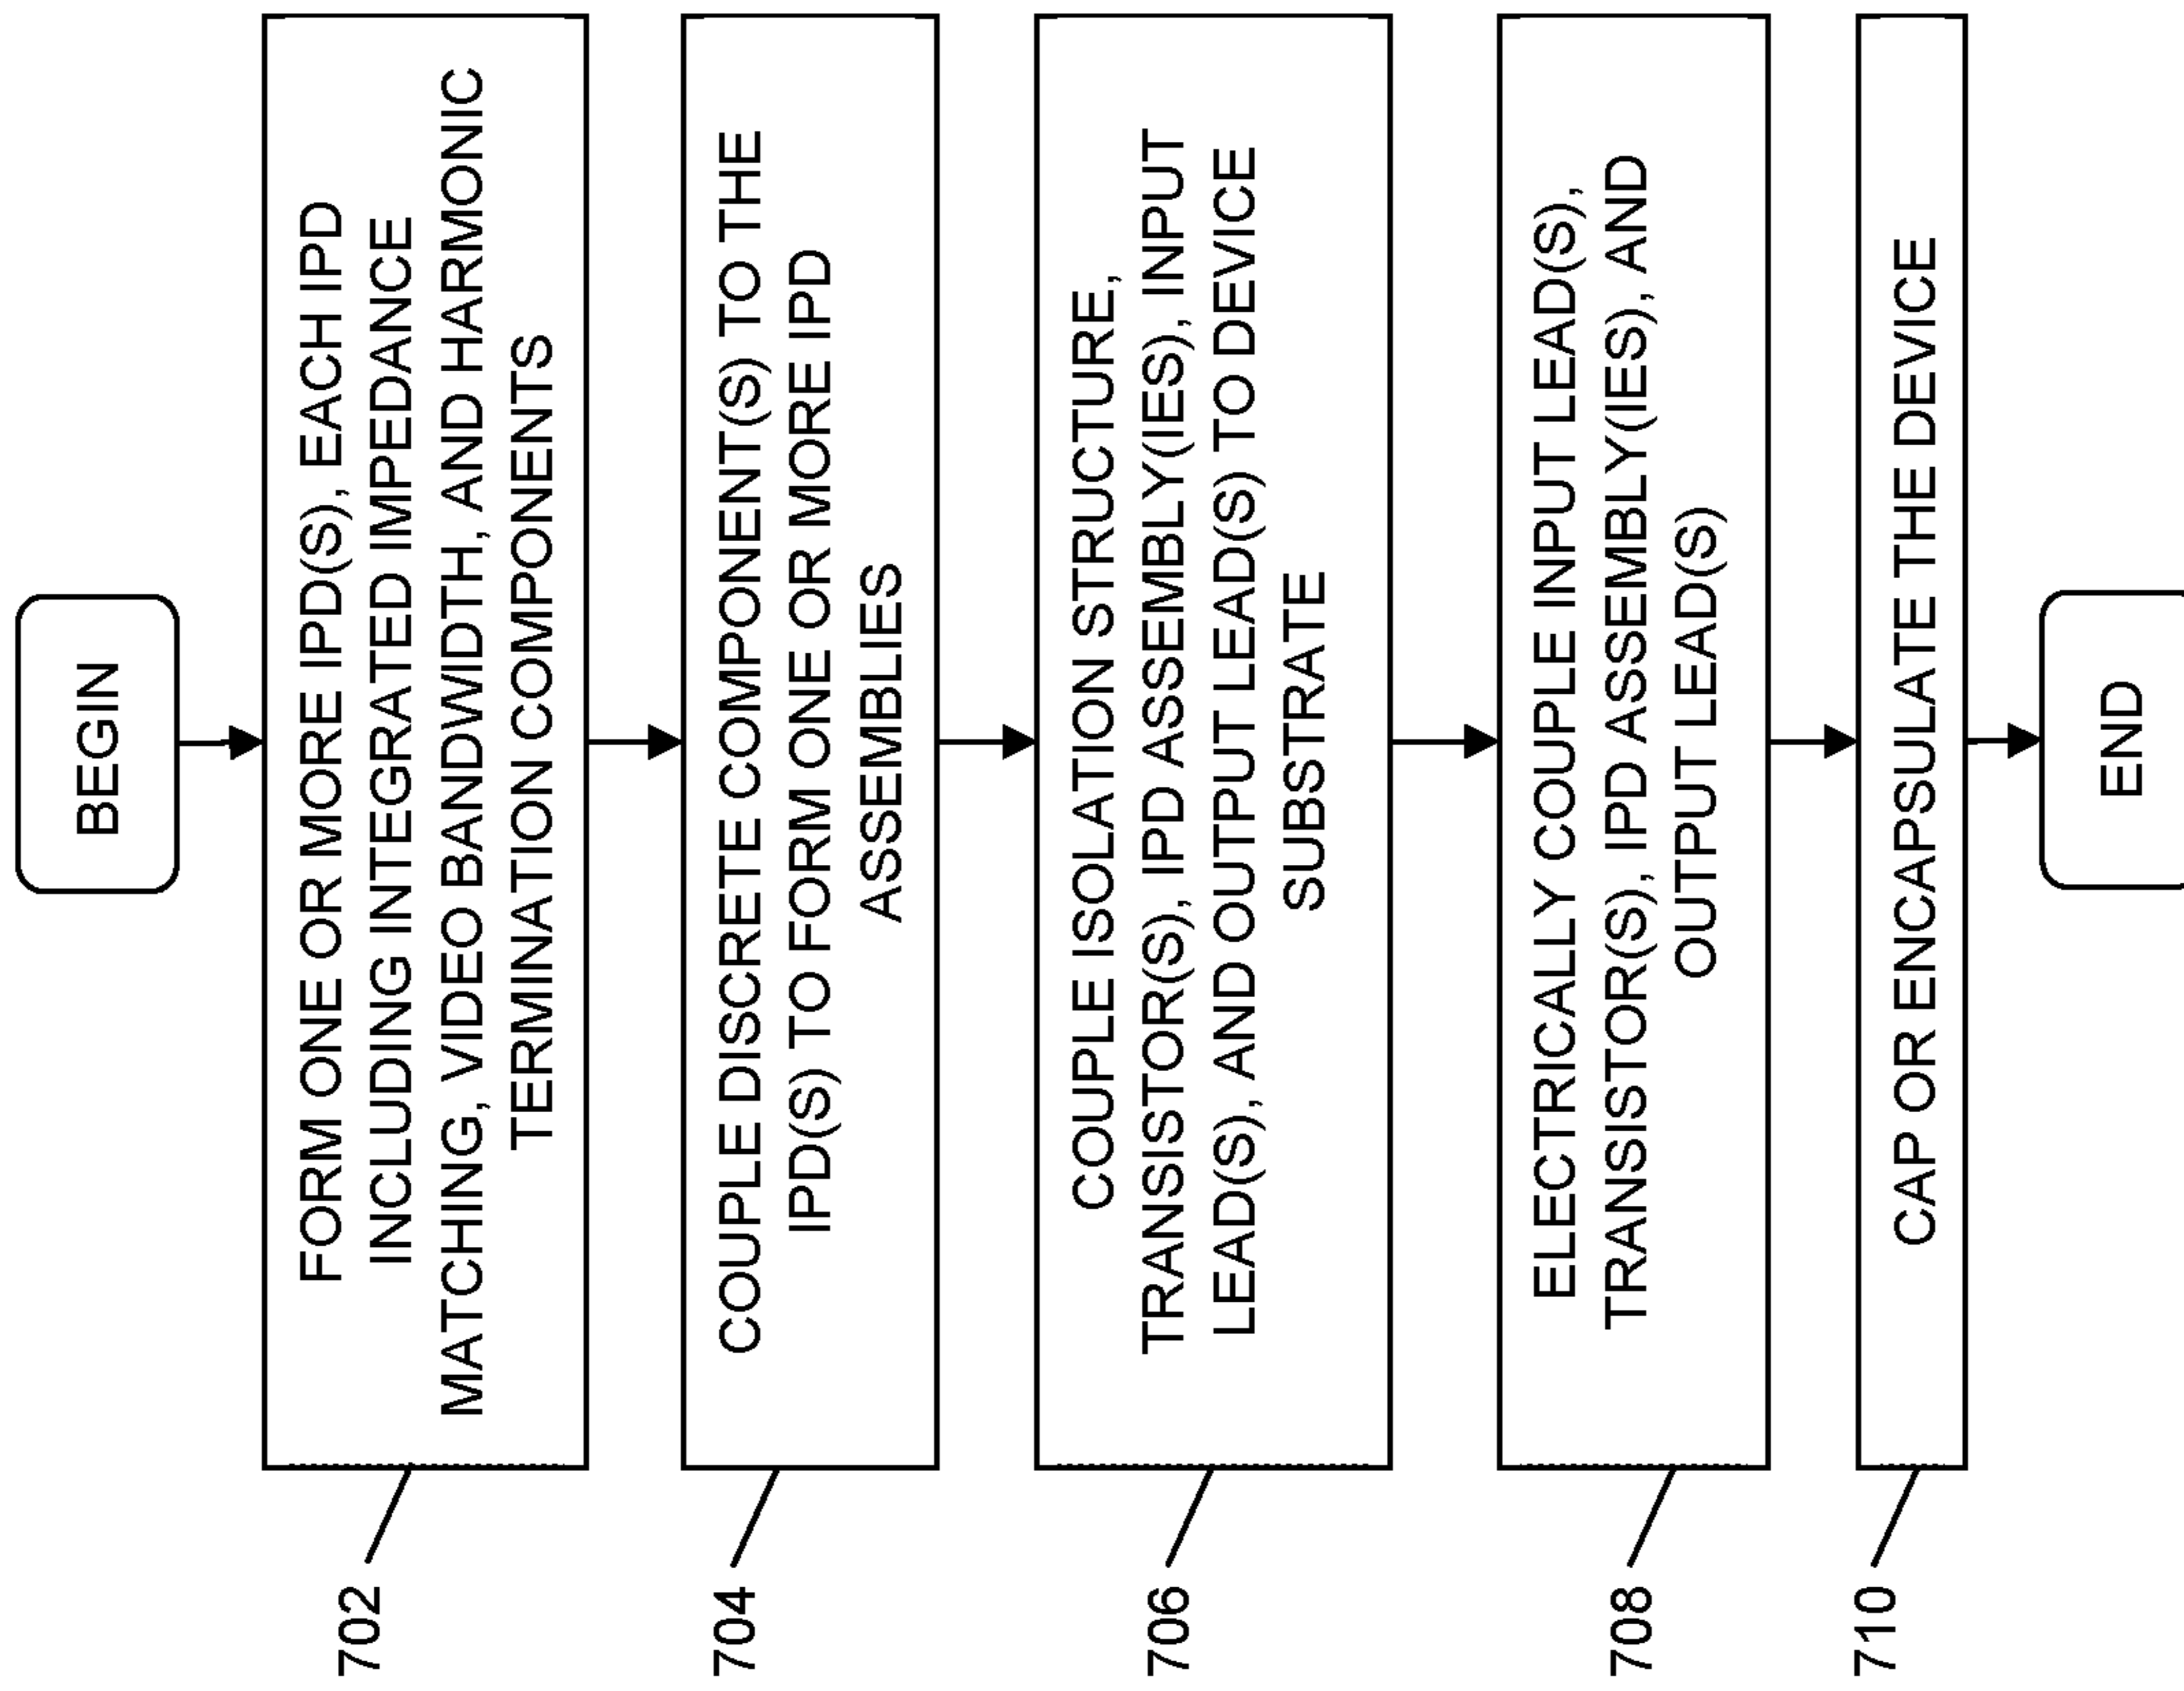 BEGIN
702
FORM ONE OR MORE IPD(S), EACH IPD
INCLUDING INTEGRATED IMPEDANCE
MATCHING, VIDEO BANDWIDTH, AND HARMONIC
TERMINATION COMPONENTS
704
COUPLE DISCRETE COMPONENT(S) TO THE
IPD(S) TO FORM ONE OR MORE IPD
ASSEMBLIES
706
COUPLE ISOLATION STRUCTURE,
TRANSISTOR(S), IPD ASSEMBLY(IES), INPUT
LEAD(S), AND OUTPUT LEAD(S) TO DEVICE
SUBSTRATE
708
ELECTRICALLY COUPLE INPUT LEAD(S),
TRANSISTOR(S), IPD ASSEMBLY(IES), AND
OUTPUT LEAD(S)
710
CAP OR ENCAPSULATE THE DEVICE
END